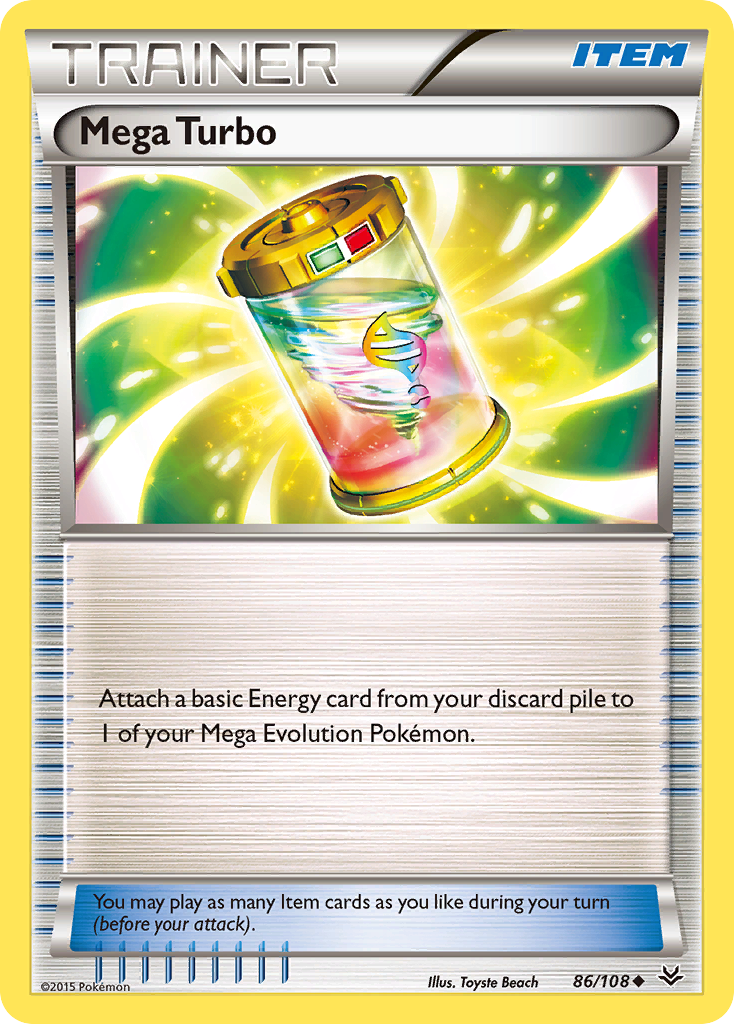 TRAINER
ITEM
Mega Turbo
Attach a basic Energy card from your discard pile to
1 of your Mega Evolution Pokémon.
You may play as many Item cards as you like during your turn
(before your attack).
©2015 Pokémon
Illus. Toyste Beach
86/108